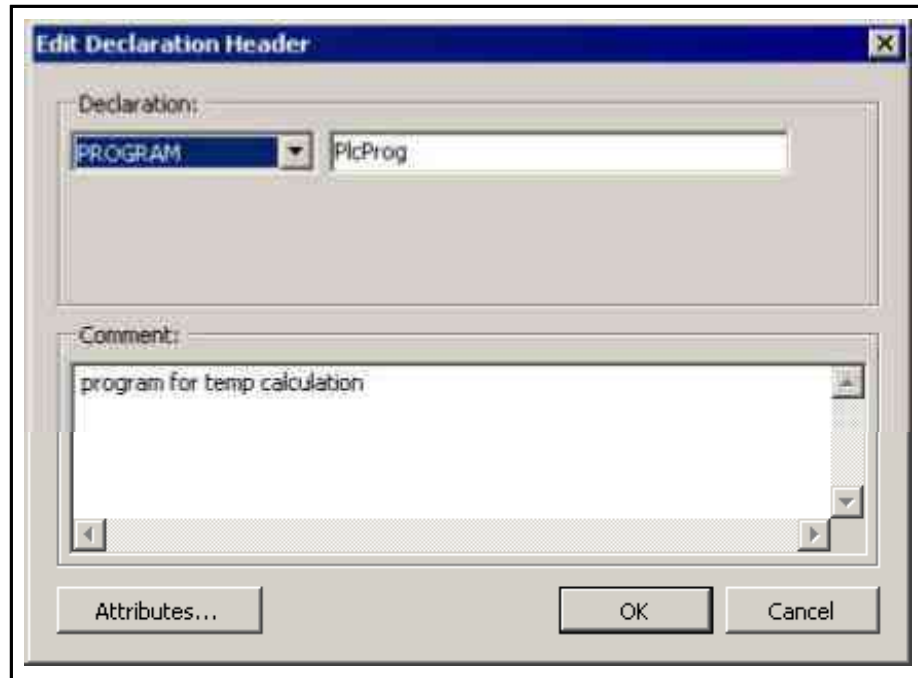 Edit Declaration Header
Declaration:
PROGRAM PlcProg
Comment:
program for temp calculation
Attributes... OK Cancel